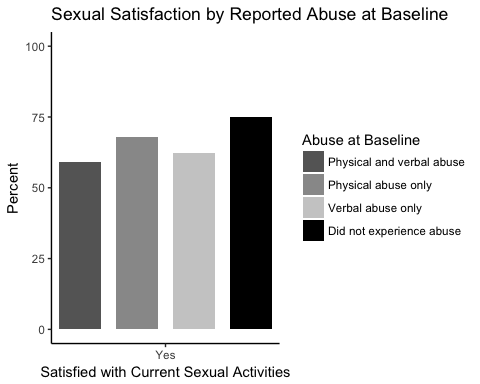 Sexual Satisfaction by Reported Abuse at Baseline
100
75
50
25
0
Percent
Yes
Satisfied with Current Sexual Activities
Abuse at Baseline
Physical and verbal abuse
Physical abuse only
Verbal abuse only
Did not experience abuse